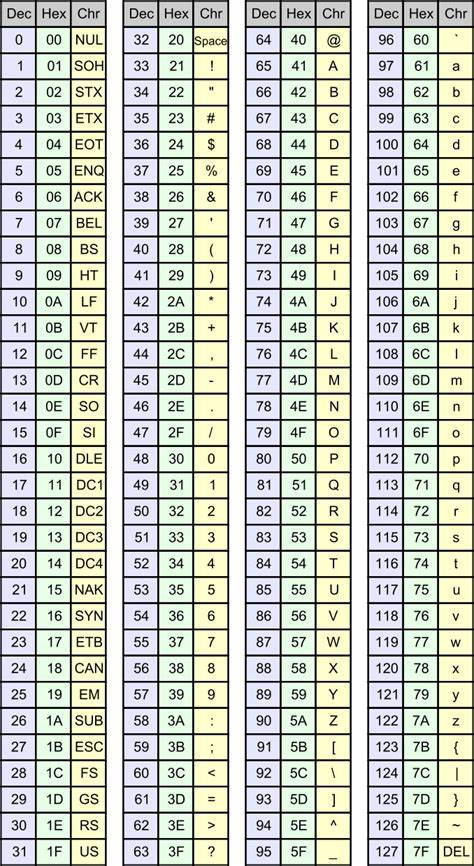 Dec Hex Chr Dec Hex Chr Dec Hex Chr Dec Hex Chr
0 00 NUL 32 20 Space 64 40 @ 96 60 `
1 01 SOH 33 21 ! 65 41 A 97 61 a
2 02 STX 34 22 " 66 42 B 98 62 b
3 03 ETX 35 23 # 67 43 C 99 63 c
4 04 EOT 36 24 $ 68 44 D 100 64 d
5 05 ENQ 37 25 % 69 45 E 101 65 e
6 06 ACK 38 26 & 70 46 F 102 66 f
7 07 BEL 39 27 ' 71 47 G 103 67 g
8 08 BS 40 28 ( 72 48 H 104 68 h
9 09 HT 41 29 ) 73 49 I 105 69 i
10 0A LF 42 2A * 74 4A J 106 6A j
11 0B VT 43 2B + 75 4B K 107 6B k
12 0C FF 44 2C , 76 4C L 108 6C l
13 0D CR 45 2D - 77 4D M 109 6D m
14 0E SO 46 2E . 78 4E N 110 6E n
15 0F SI 47 2F / 79 4F O 111 6F o
16 10 DLE 48 30 0 80 50 P 112 70 p
17 11 DC1 49 31 1 81 51 Q 113 71 q
18 12 DC2 50 32 2 82 52 R 114 72 r
19 13 DC3 51 33 3 83 53 S 115 73 s
20 14 DC4 52 34 4 84 54 T 116 74 t
21 15 NAK 53 35 5 85 55 U 117 75 u
22 16 SYN 54 36 6 86 56 V 118 76 v
23 17 ETB 55 37 7 87 57 W 119 77 w
24 18 CAN 56 38 8 88 58 X 120 78 x
25 19 EM 57 39 9 89 59 Y 121 79 y
26 1A SUB 58 3A : 90 5A Z 122 7A z
27 1B ESC 59 3B ; 91 5B [ 123 7B {
28 1C FS 60 3C < 92 5C \ 124 7C |
29 1D GS 61 3D = 93 5D ] 125 7D }
30 1E RS 62 3E > 94 5E ^ 126 7E ~
31 1F US 63 3F ? 95 5F _ 127 7F DEL